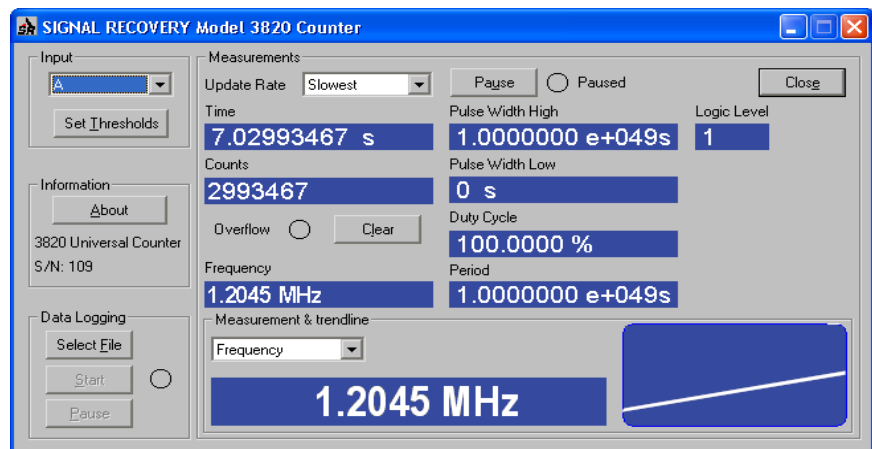 SIGNAL RECOVERY Model 3820 Counter
Input
A
Set Thresholds
Information
About
3820 Universal Counter
S/N: 109
Data Logging
Select File
Start
Pause
Measurements
Update Rate Slowest Pause Paused Close
Time
7.02993467 s
Counts
2993467
Overflow Clear
Frequency
1.2045 MHz
Pulse Width High
1.0000000 e+049s
Pulse Width Low
0 s
Duty Cycle
100.0000 %
Period
1.0000000 e+049s
Logic Level
1
Measurement & trendline
Frequency
1.2045 MHz